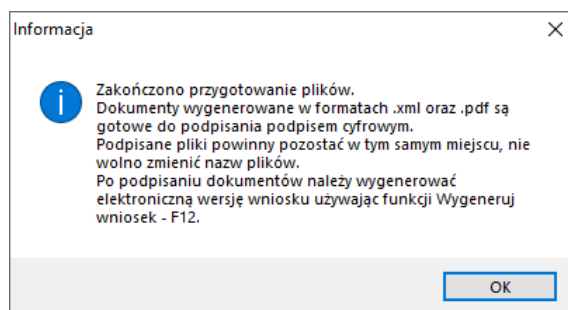 Informacja
Zakończono przygotowanie plików.
Dokumenty wygenerowane w formatach .xml oraz .pdf są
gotowe do podpisania podpisem cyfrowym.
Podpisane pliki powinny pozostać w tym samym miejscu, nie
wolno zmienić nazw plików.
Po podpisaniu dokumentów należy wygenerować
elektroniczną wersję wniosku używając funkcji Wygeneruj
wniosek - F12.
OK